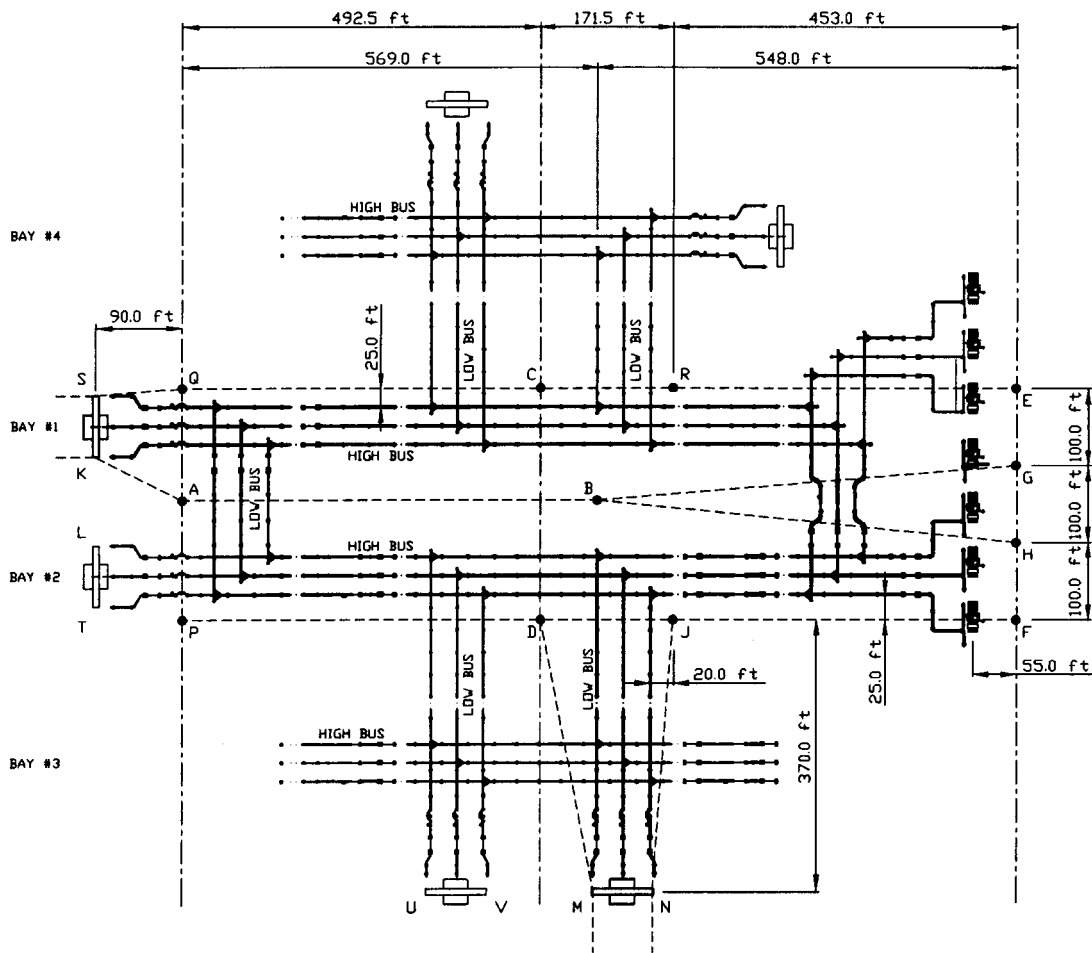 492.5 ft
171.5 ft
453.0 ft
569.0 ft
548.0 ft
HIGH BUS
BAY #4
90.0 ft
25.0 ft
LOW BUS
LOW BUS
S
Q
C
R
E
BAY #1
HIGH BUS
100.0 ft
K
G
A
B
LOW BUS
100.0 ft
L
HIGH BUS
H
BAY #2
100.0 ft
T
P
D
J
F
55.0 ft
LOW BUS
LOW BUS
20.0 ft
25.0 ft
HIGH BUS
370.0 ft
BAY #3
U
V
M
N